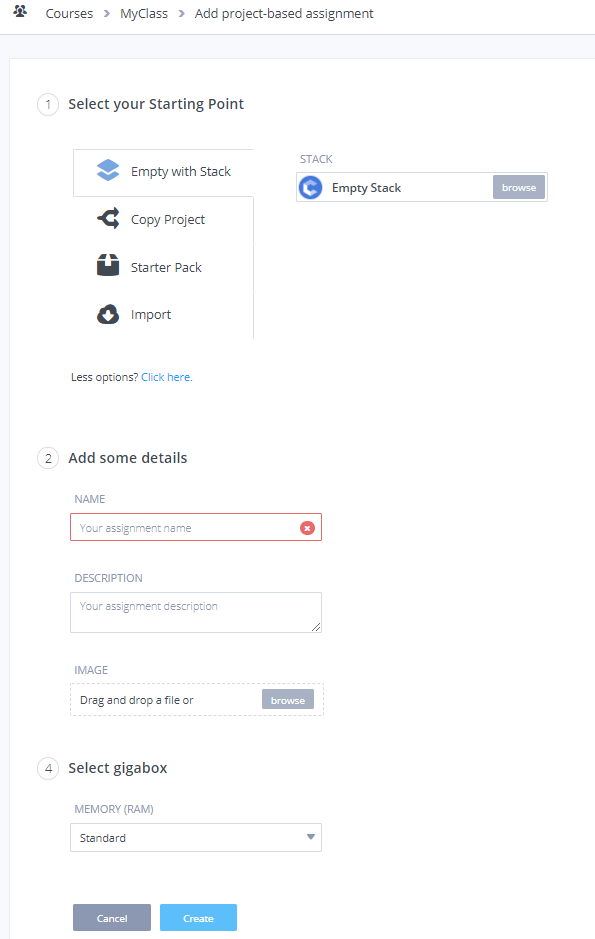 Courses > MyClass > Add project-based assignment
1 Select your Starting Point
Empty with Stack
Copy Project
Starter Pack
Import
STACK
Empty Stack browse
Less options? Click here.
2 Add some details
NAME
Your assignment name
DESCRIPTION
Your assignment description
IMAGE
Drag and drop a file or browse
4 Select gigabox
MEMORY (RAM)
Standard
Cancel Create